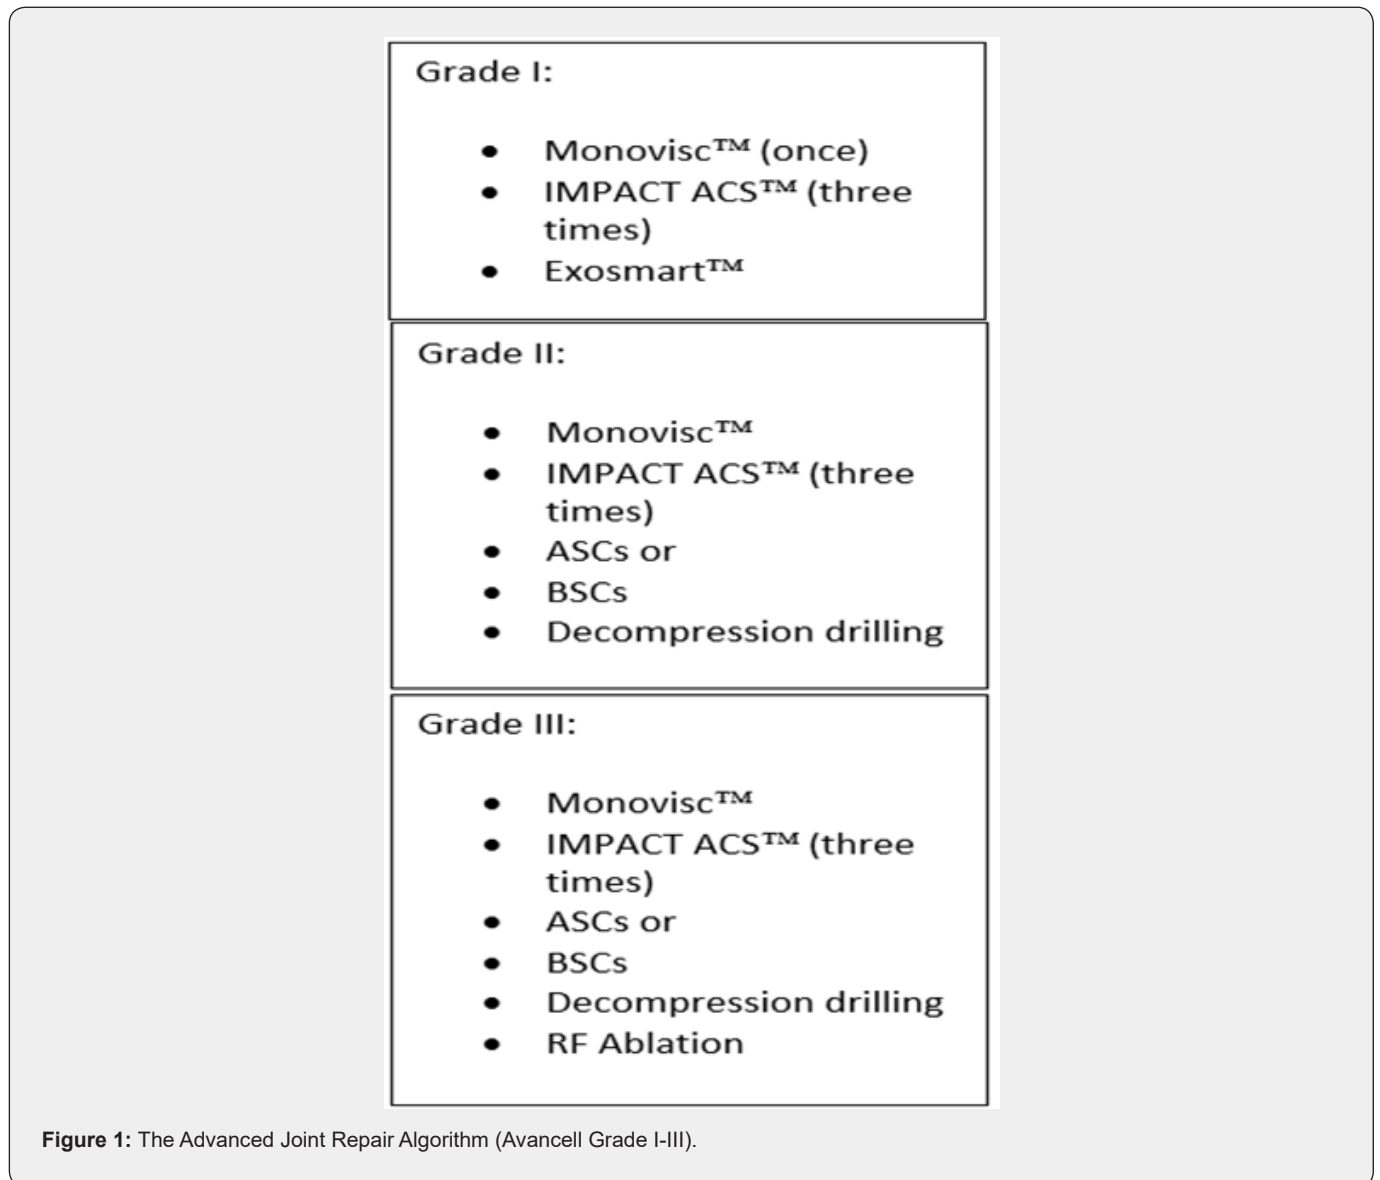 Grade I:
• Monovisc™ (once)
• IMPACT ACS™ (three
times)
• Exosmart™
Grade II:
• Monovisc™
• IMPACT ACS™ (three
times)
• ASCs or
• BSCs
• Decompression drilling
Grade III:
• Monovisc™
• IMPACT ACS™ (three
times)
• ASCs or
• BSCs
• Decompression drilling
• RF Ablation
Figure 1: The Advanced Joint Repair Algorithm (Avancell Grade I-III).